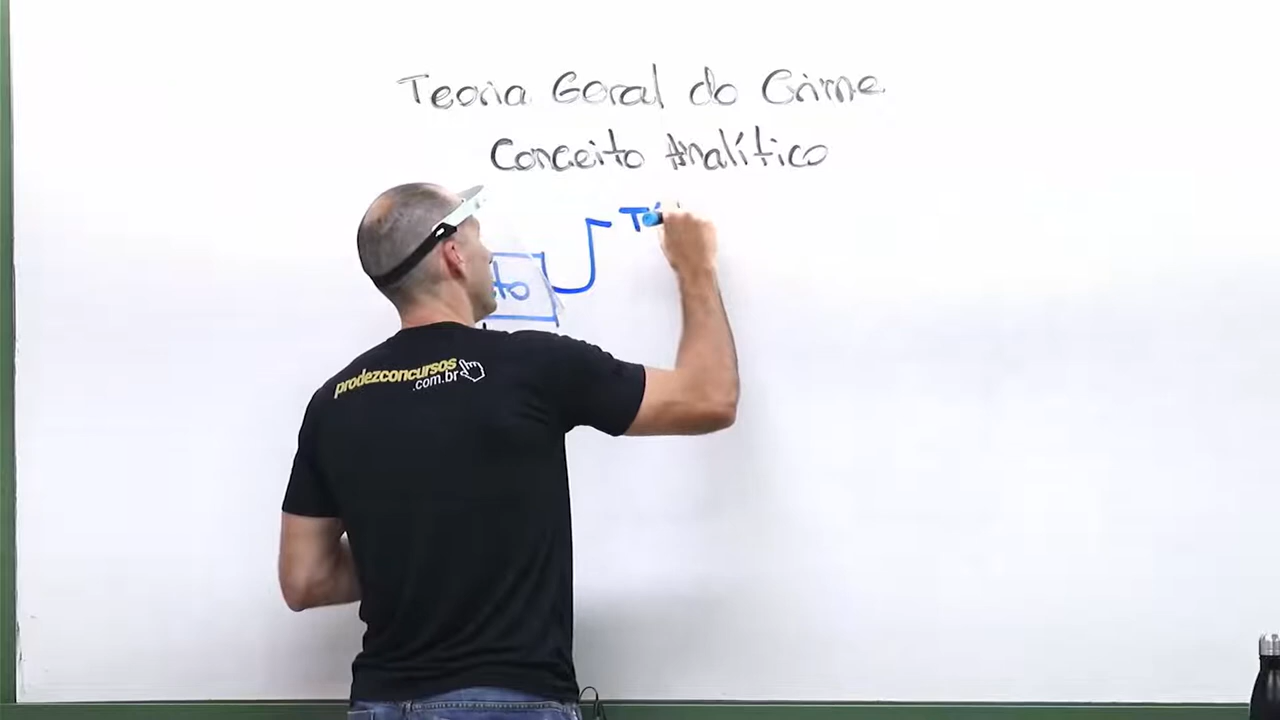 Teoria Geral do Crime
Conceito Analítico
prodezconcursos
.com.br